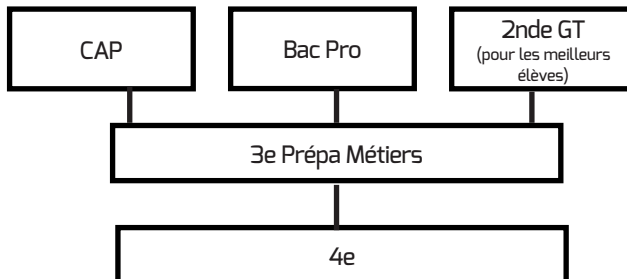 CAP
Bac Pro
2nde GT
(pour les meilleurs
élèves)
3e Prépa Métiers
4e